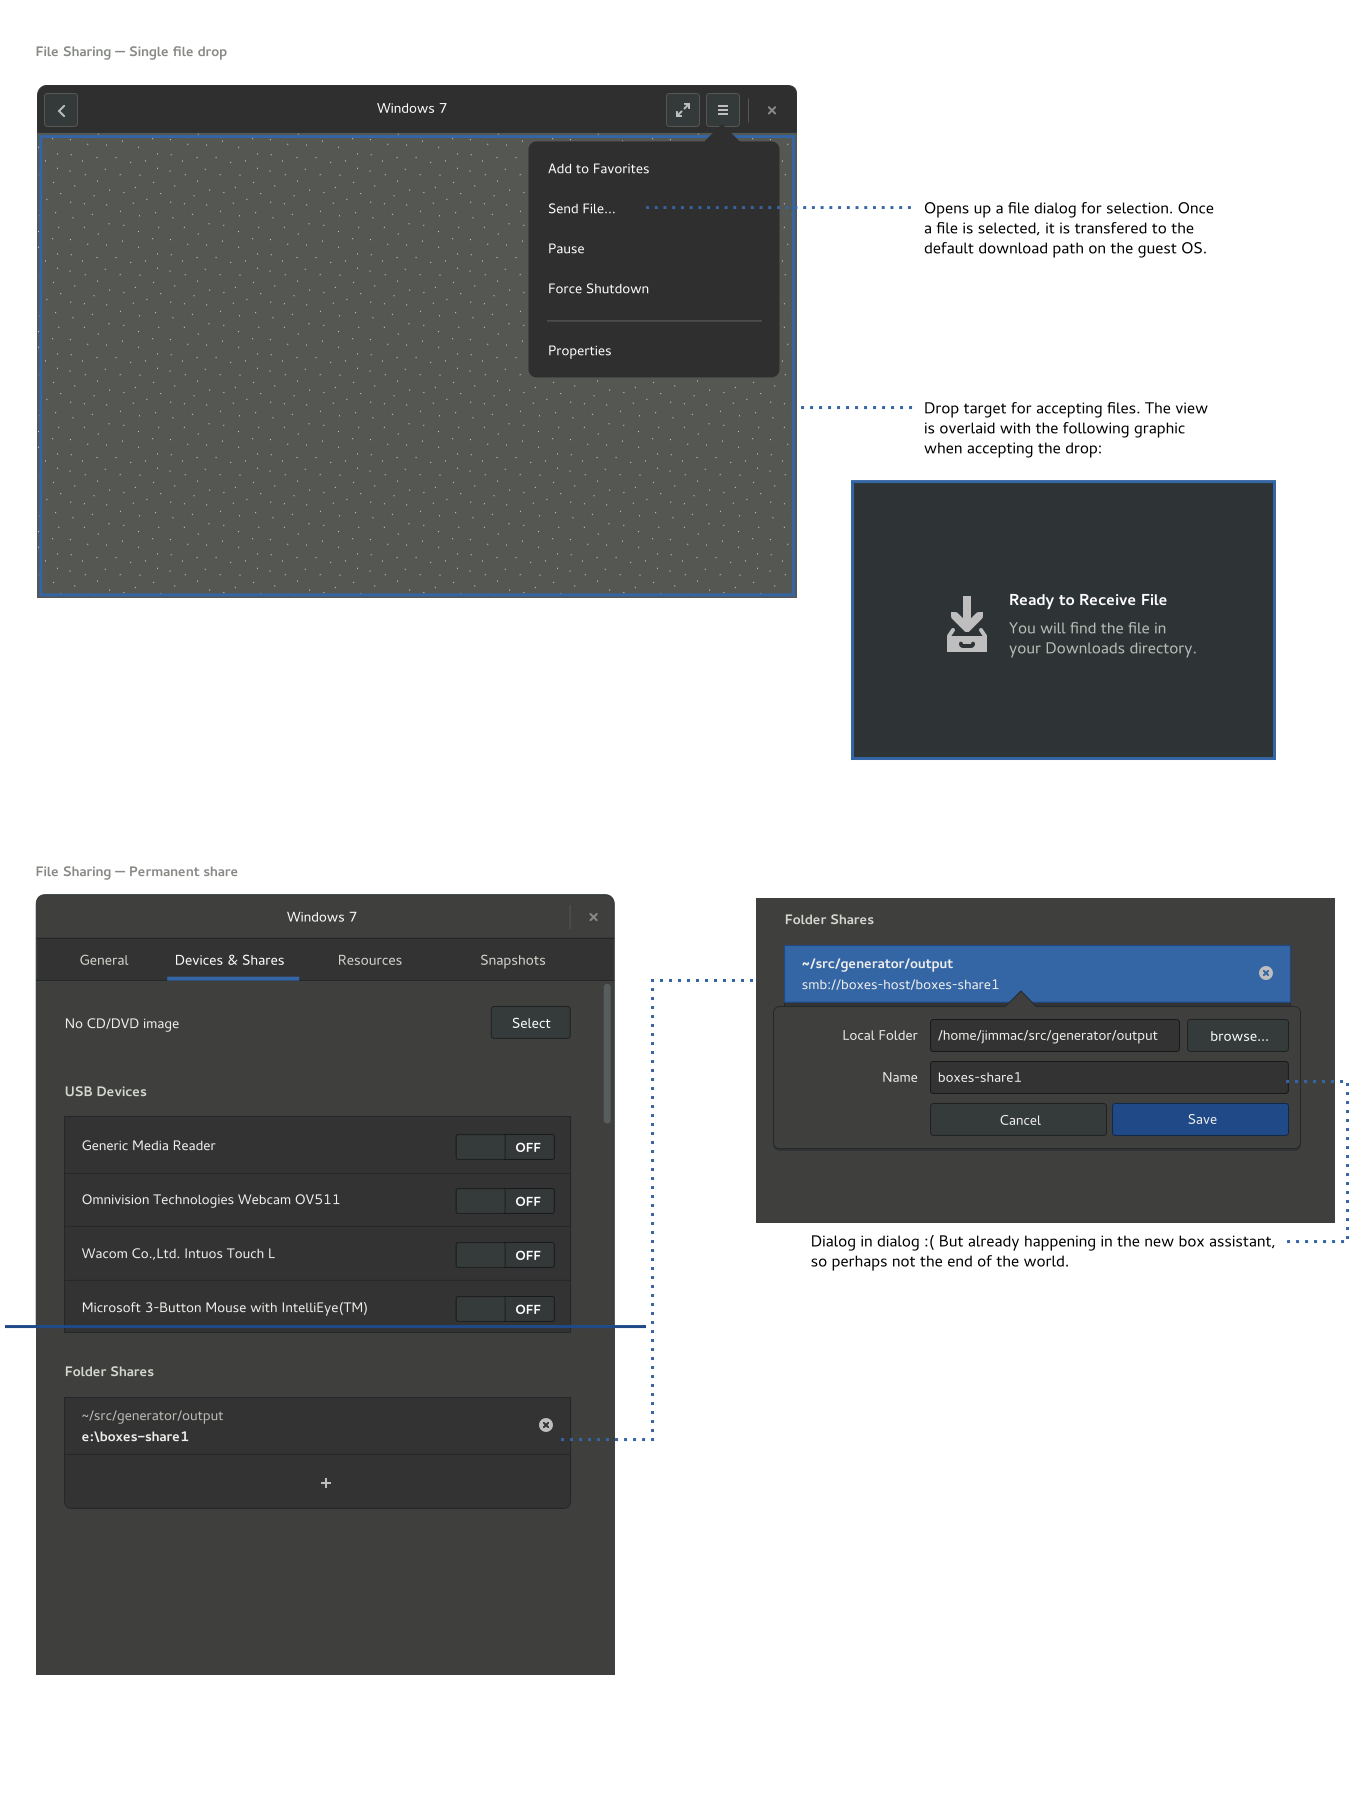 File Sharing — Single file drop
Windows 7
Add to Favorites
Send File...
Pause
Force Shutdown
Properties
Opens up a file dialog for selection. Once
a file is selected, it is transfered to the
default download path on the guest OS.
Drop target for accepting files. The view
is overlaid with the following graphic
when accepting the drop:
Ready to Receive File
You will find the file in
your Downloads directory.
File Sharing — Permanent share
Windows 7
General Devices & Shares Resources Snapshots
No CD/DVD image Select
USB Devices
Generic Media Reader OFF
Omnivision Technologies Webcam OV511 OFF
Wacom Co.,Ltd. Intuos Touch L OFF
Microsoft 3-Button Mouse with IntelliEye(TM) OFF
Folder Shares
~/src/generator/output
e:\boxes-share1
+
Folder Shares
~/src/generator/output
smb://boxes-host/boxes-share1
Local Folder /home/jimmac/src/generator/output browse...
Name boxes-share1
Cancel Save
Dialog in dialog :( But already happening in the new box assistant,
so perhaps not the end of the world.